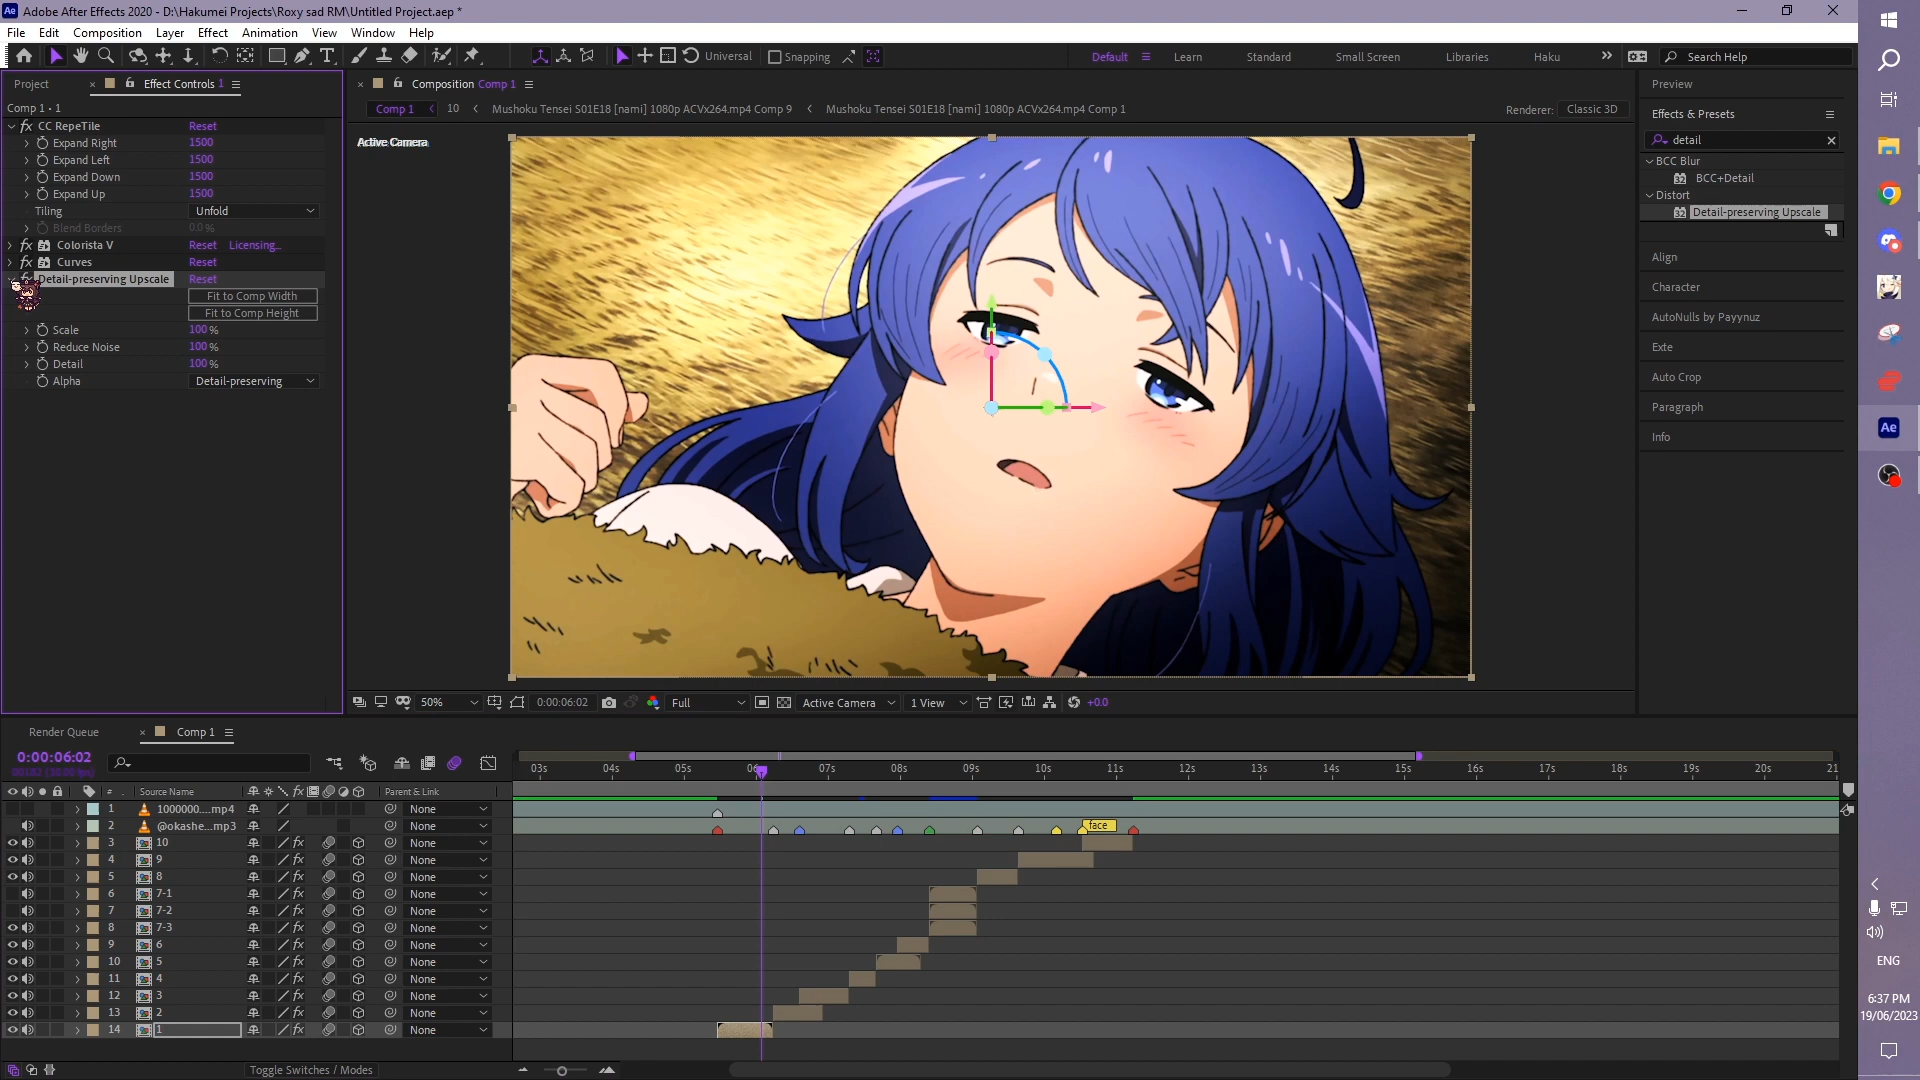 Adobe After Effects 2020 - D:\Hakumei Projects\Roxy sad RM\Untitled Project.aep *
File Edit Composition Layer Effect Animation View Window Help
Universal Snapping Default Learn Standard Small Screen Libraries Haku Search Help
Project Effect Controls 1
Comp 1 • 1
CC RepeTile Reset
Expand Right 1500
Expand Left 1500
Expand Down 1500
Expand Up 1500
Tiling Unfold
Blend Borders 0.0 %
Colorista V Reset Licensing...
Curves Reset
Detail-preserving Upscale Reset
Fit to Comp Width
Fit to Comp Height
Scale 100 %
Reduce Noise 100 %
Detail 100 %
Alpha Detail-preserving
Composition Comp 1
Comp 1 10 Mushoku Tensei S01E18 [nami] 1080p ACVx264.mp4 Comp 9 Mushoku Tensei S01E18 [nami] 1080p ACVx264.mp4 Comp 1
Renderer: Classic 3D
Active Camera
50% 0:00:06:02 Full Active Camera 1 View +0.0
Preview
Effects & Presets
detail
BCC Blur
BCC+Detail
Distort
Detail-preserving Upscale
Align
Character
AutoNulls by Payynuz
Exte
Auto Crop
Paragraph
Info
Render Queue Comp 1
0:00:06:02
00182 (30.00 fps)
03s 04s 05s 06s 07s 08s 09s 10s 11s 12s 13s 14s 15s 16s 17s 18s 19s 20s 21
# Source Name Parent & Link
1 1000000....mp4 None
2 @okashe...mp3 None
face
3 10 None
4 9 None
5 8 None
6 7-1 None
7 7-2 None
8 7-3 None
9 6 None
10 5 None
11 4 None
12 3 None
13 2 None
14 1 None
Toggle Switches / Modes
Ae
ENG
6:37 PM
19/06/2023